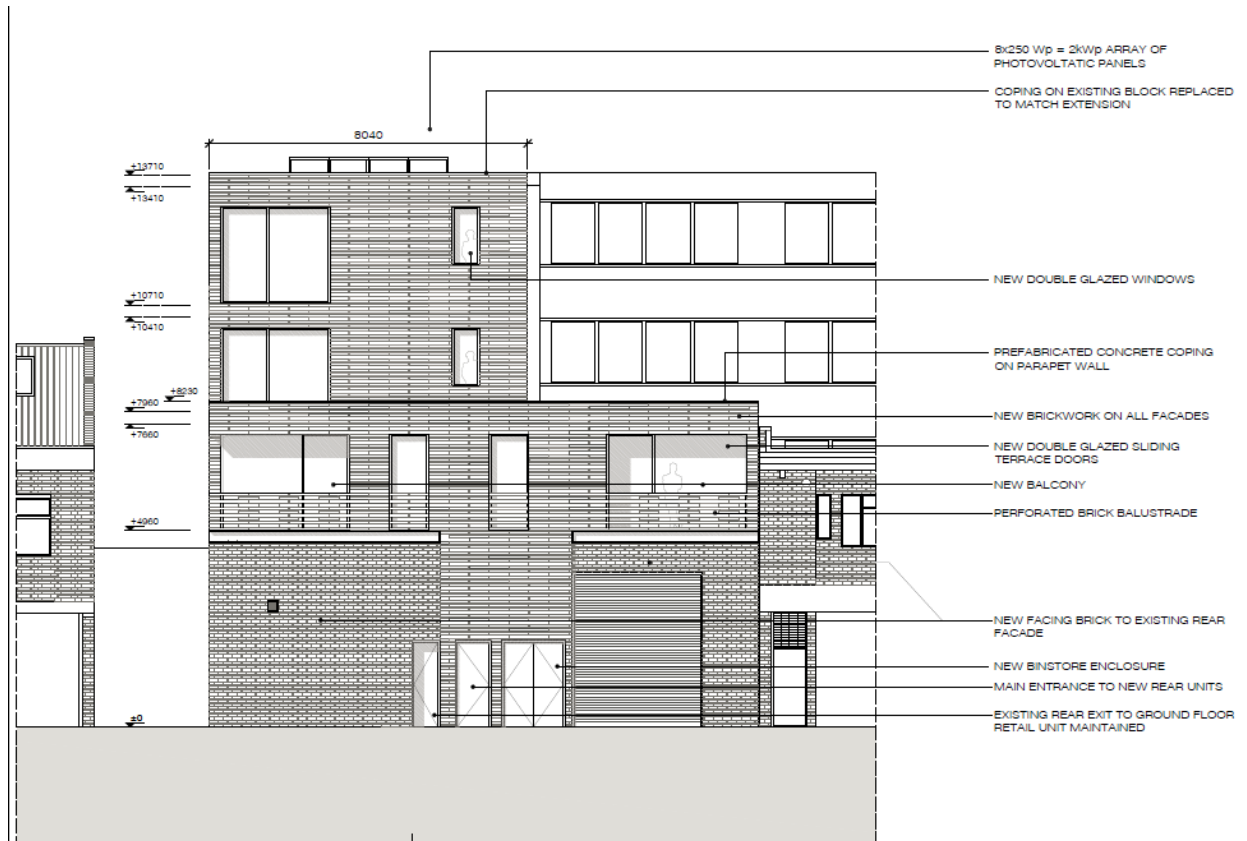 8x250 Wp = 2kWp ARRAY OF
PHOTOVOLTATIC PANELS
COPING ON EXISTING BLOCK REPLACED
TO MATCH EXTENSION
8040
+13710
+13410
NEW DOUBLE GLAZED WINDOWS
+10710
+10410
PREFABRICATED CONCRETE COPING
ON PARAPET WALL
+8230
+7960
NEW BRICKWORK ON ALL FACADES
+7660
NEW DOUBLE GLAZED SLIDING
TERRACE DOORS
NEW BALCONY
PERFORATED BRICK BALUSTRADE
+4960
NEW FACING BRICK TO EXISTING REAR
FACADE
NEW BINSTORE ENCLOSURE
MAIN ENTRANCE TO NEW REAR UNITS
±0
EXISTING REAR EXIT TO GROUND FLOOR
RETAIL UNIT MAINTAINED